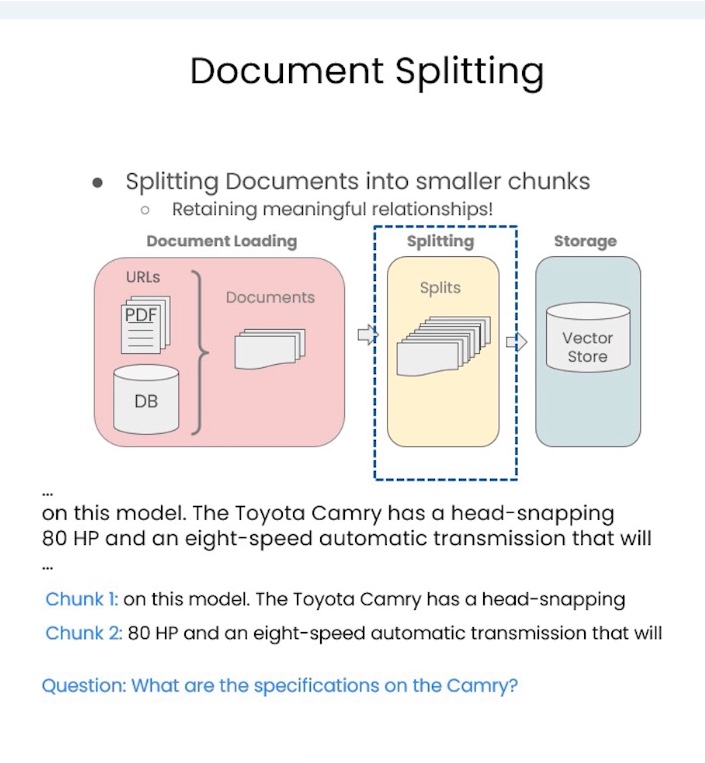 Document Splitting
● Splitting Documents into smaller chunks
○ Retaining meaningful relationships!
Document Loading
Splitting
Storage
URLs
PDF
DB
Documents
Splits
Vector
Store
...
on this model. The Toyota Camry has a head-snapping
80 HP and an eight-speed automatic transmission that will
...
Chunk 1: on this model. The Toyota Camry has a head-snapping
Chunk 2: 80 HP and an eight-speed automatic transmission that will
Question: What are the specifications on the Camry?